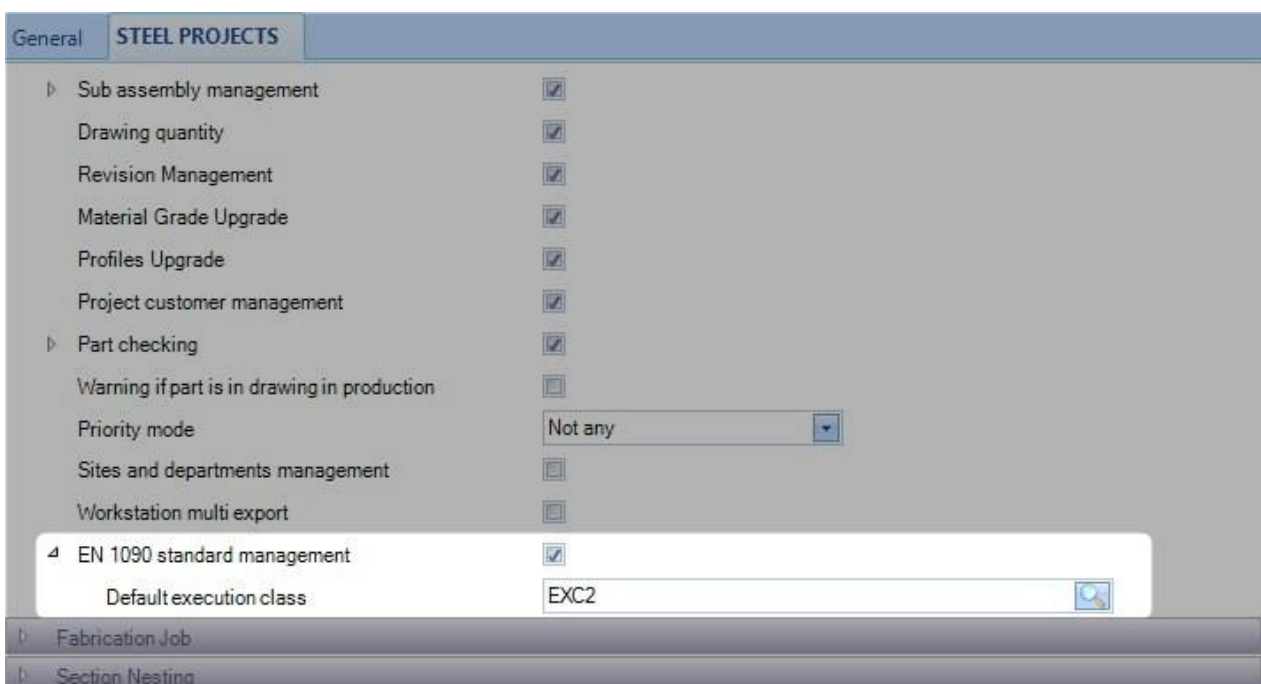 General STEEL PROJECTS
Sub assembly management
Drawing quantity
Revision Management
Material Grade Upgrade
Profiles Upgrade
Project customer management
Part checking
Warning if part is in drawing in production
Priority mode Not any
Sites and departments management
Workstation multi export
EN 1090 standard management
Default execution class EXC2
Fabrication Job
Section Nesting